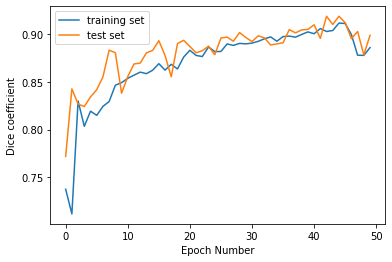 training set
test set
0.90
0.85
0.80
0.75
Dice coefficient
0 10 20 30 40 50
Epoch Number